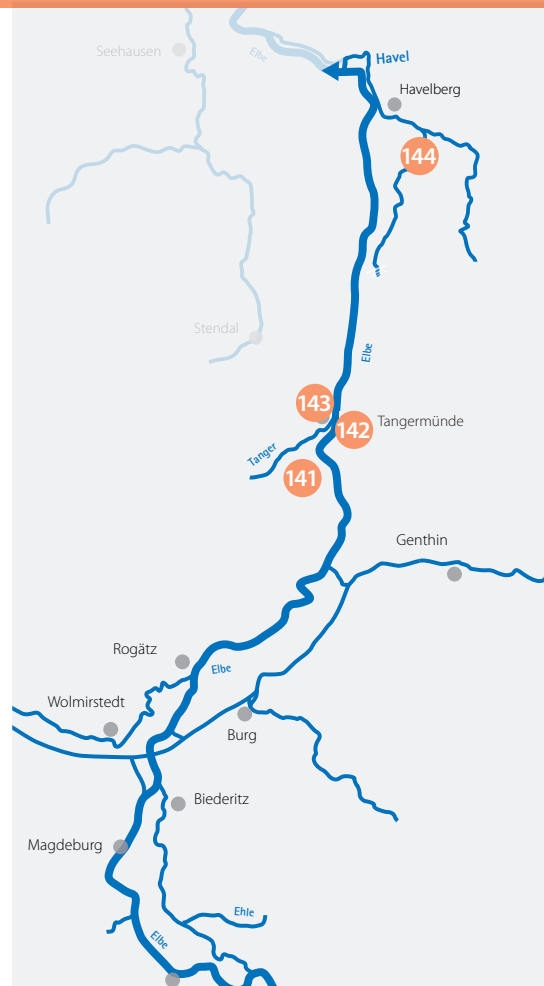 Seehausen
Elbe
Havel
Havelberg
144
Stendal
Elbe
143
142
Tangermünde
Tanger
141
Genthin
Rogätz
Elbe
Wolmirstedt
Burg
Biederitz
Magdeburg
Ehle
Elbe